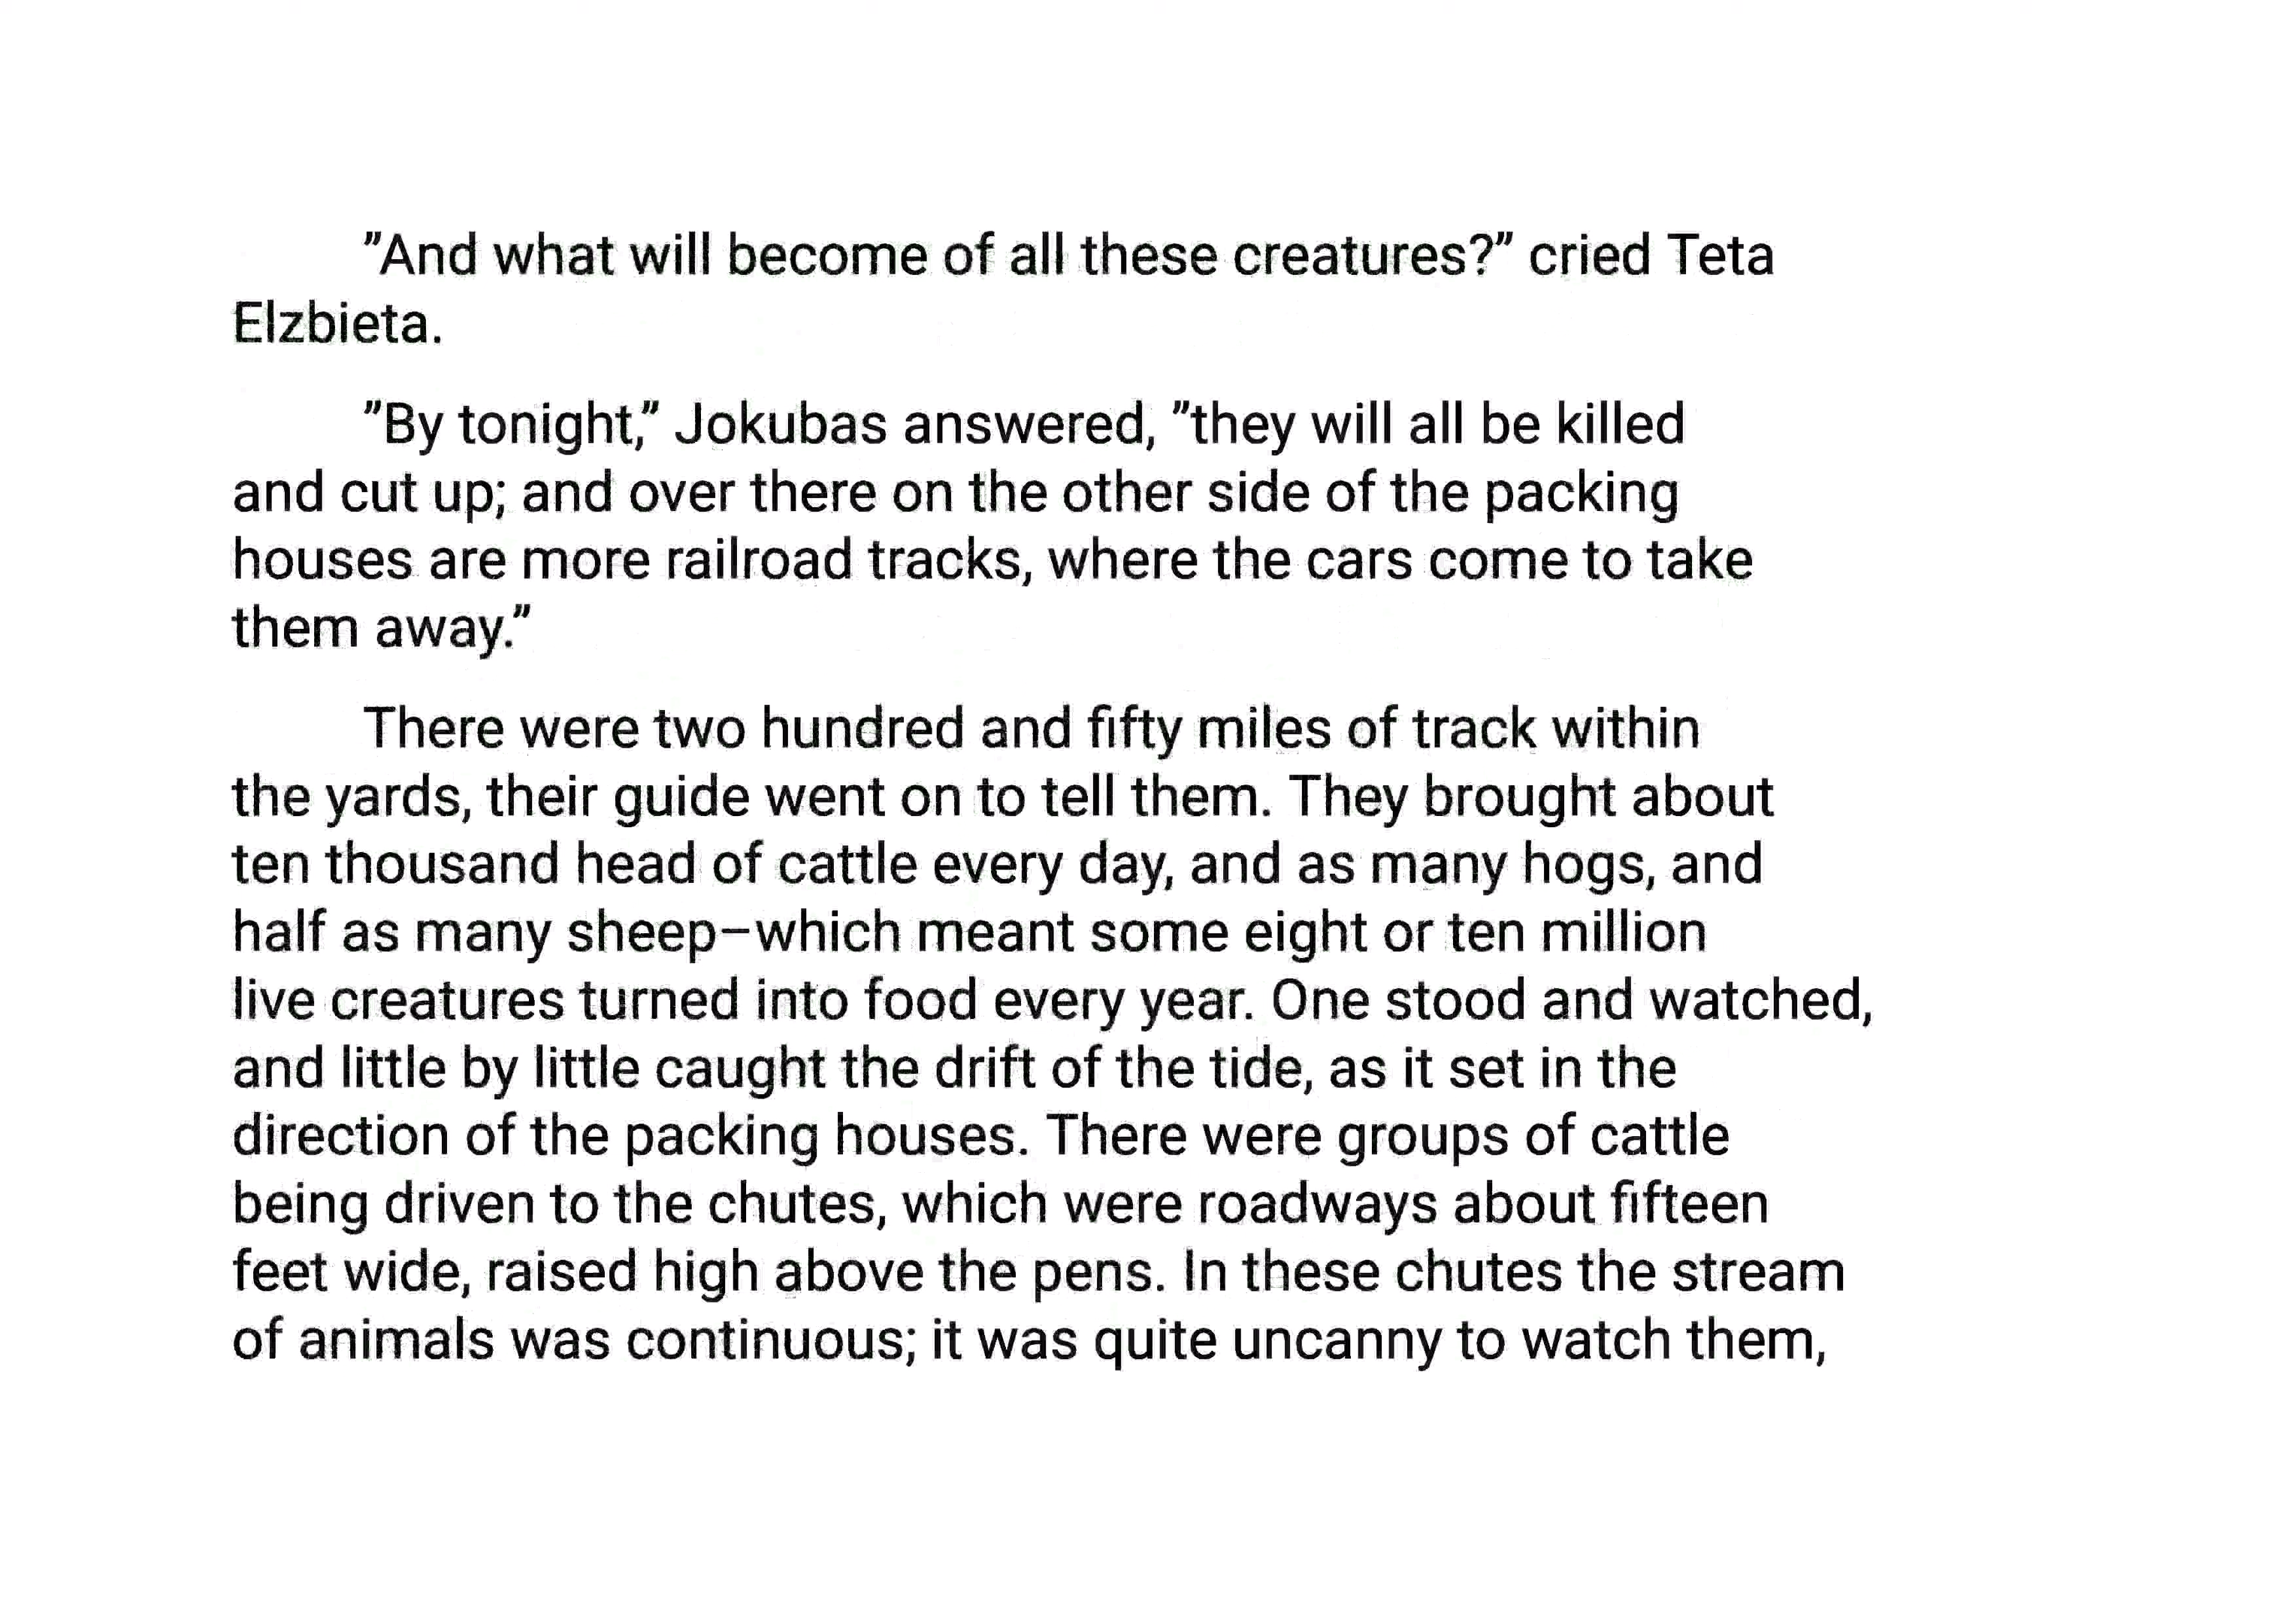 "And what will become of all these creatures?" cried Teta
Elzbieta.
"By tonight," Jokubas answered, "they will all be killed
and cut up; and over there on the other side of the packing
houses are more railroad tracks, where the cars come to take
them away."
There were two hundred and fifty miles of track within
the yards, their guide went on to tell them. They brought about
ten thousand head of cattle every day, and as many hogs, and
half as many sheep–which meant some eight or ten million
live creatures turned into food every year. One stood and watched,
and little by little caught the drift of the tide, as it set in the
direction of the packing houses. There were groups of cattle
being driven to the chutes, which were roadways about fifteen
feet wide, raised high above the pens. In these chutes the stream
of animals was continuous; it was quite uncanny to watch them,